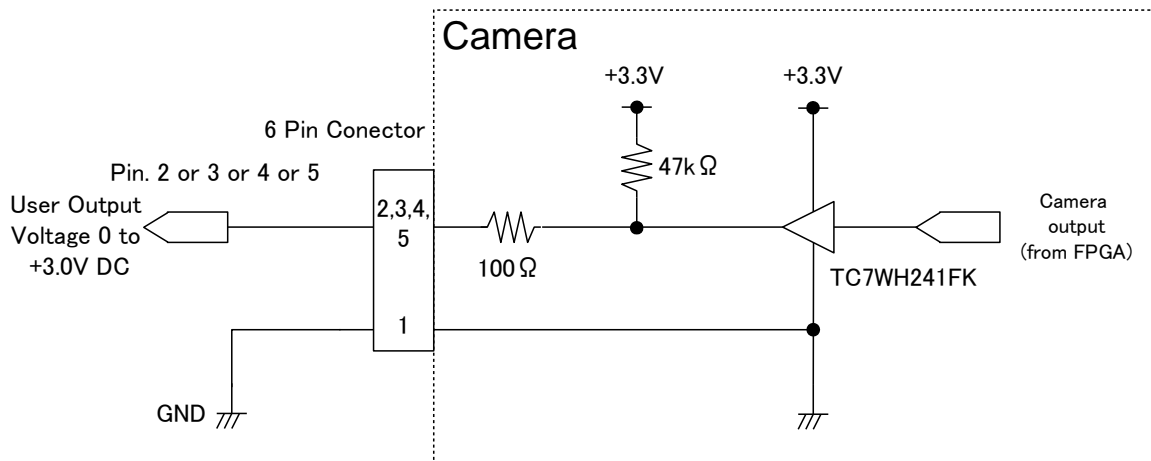 Camera
+3.3V
+3.3V
6 Pin Conector
47kΩ
Pin. 2 or 3 or 4 or 5
User Output
Voltage 0 to
+3.0V DC
2,3,4,
5
100Ω
Camera
output
(from FPGA)
TC7WH241FK
1
GND